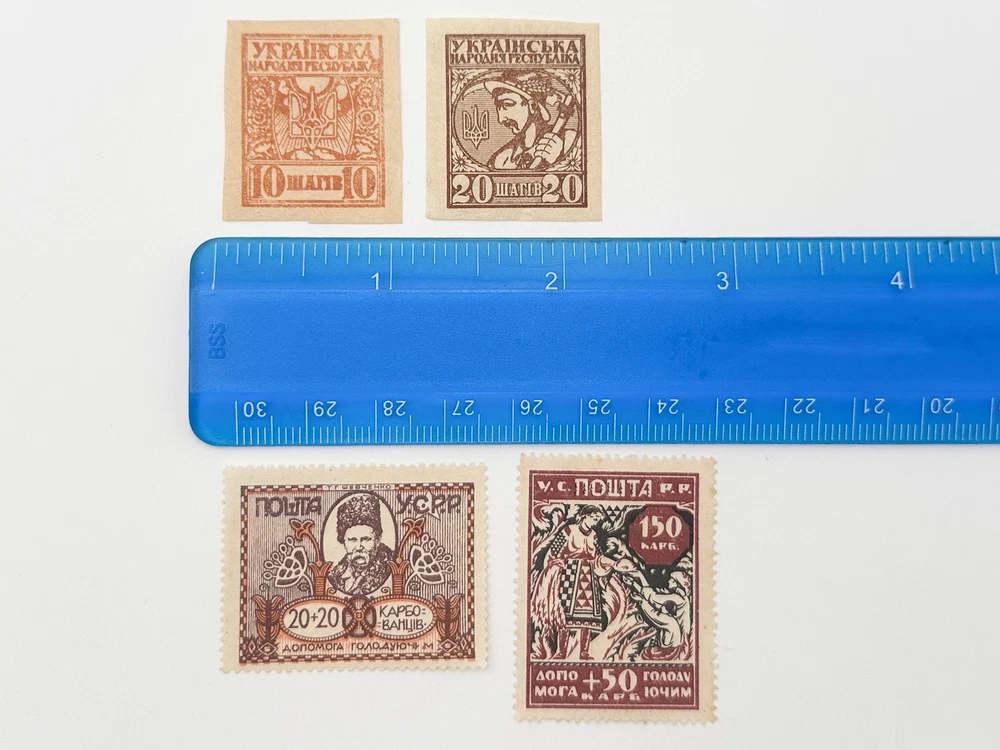 УКРАЇНСЬКА
НАРОДНЯ РЕСПУБЛІКА
10 ШАГІВ 10
УКРАЇНСЬКА
НАРОДНЯ РЕСПУБЛІКА
20 ШАГІВ 20
1 2 3 4
BSS
30 29 28 27 26 25 24 23 22 21 20
Т. Г. ШЕВЧЕНКО
ПОШТА У.С.Р.Р.
20+20 КАРБО=
=ВАНЦІВ.
ДОПОМОГА ГОЛОДУЮЧИМ
У.С. ПОШТА Р.Р.
150
КАРБ.
ДОПО +50 ГОЛОДУ
МОГА КАРБ ЮЧИМ